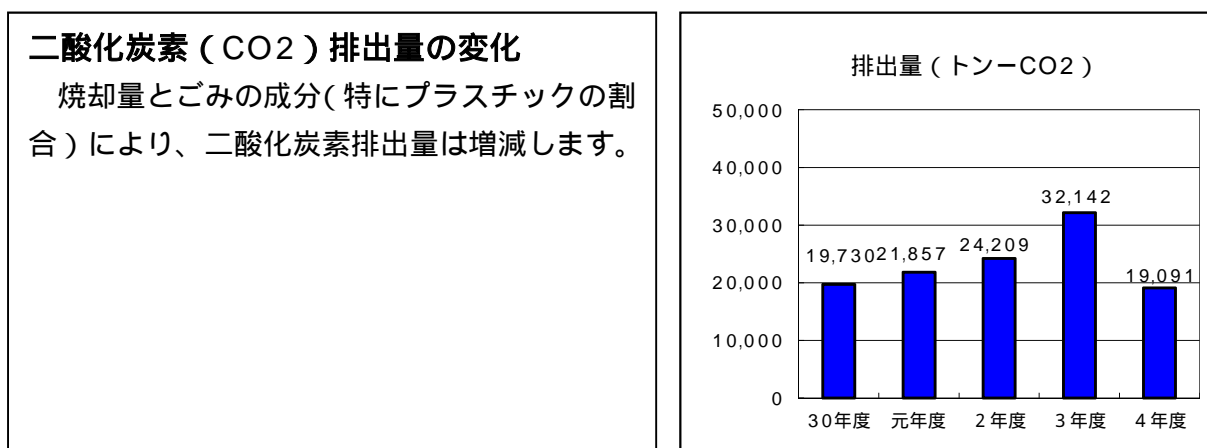 二酸化炭素（CO2）排出量の変化
焼却量とごみの成分（特にプラスチックの割
合）により、二酸化炭素排出量は増減します。
排出量（トンーCO2）
50,000
40,000
30,000
20,000
10,000
0
19,730
21,857
24,209
32,142
19,091
30年度
元年度
2年度
3年度
4年度